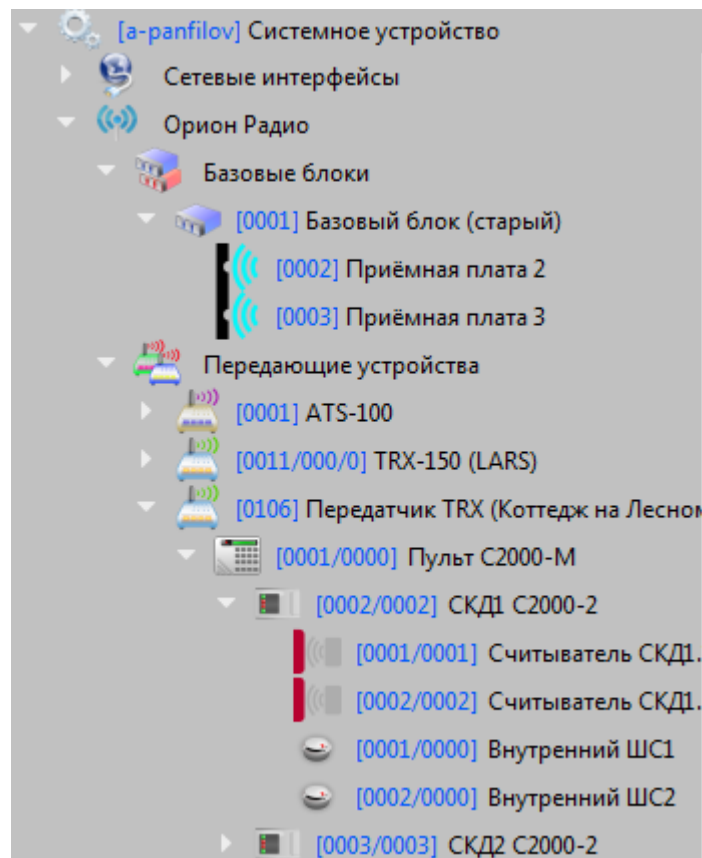 [a-panfilov] Системное устройство
Сетевые интерфейсы
Орион Радио
Базовые блоки
[0001] Базовый блок (старый)
[0002] Приёмная плата 2
[0003] Приёмная плата 3
Передающие устройства
[0001] ATS-100
[0011/000/0] TRX-150 (LARS)
[0106] Передатчик TRX (Коттедж на Лесном
[0001/0000] Пульт С2000-М
[0002/0002] СКД1 С2000-2
[0001/0001] Считыватель СКД1.
[0002/0002] Считыватель СКД1.
[0001/0000] Внутренний ШС1
[0002/0000] Внутренний ШС2
[0003/0003] СКД2 С2000-2